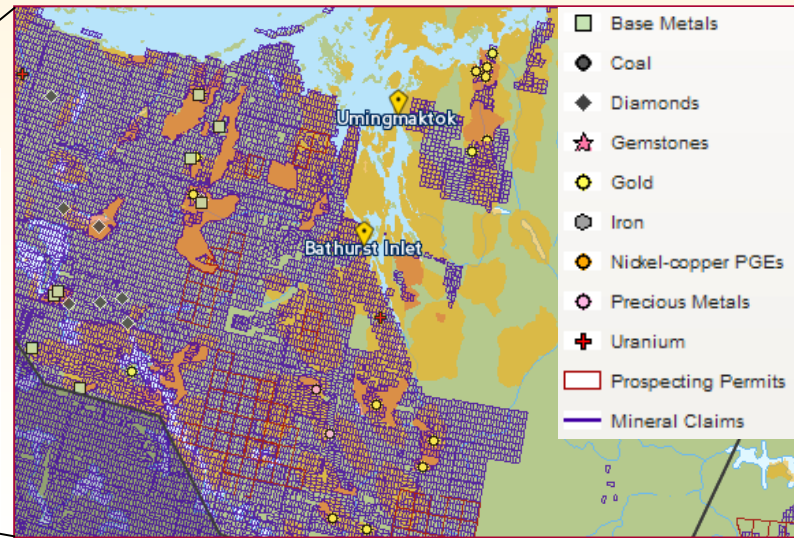 Umingmaktok
Bathurst Inlet
Base Metals
Coal
Diamonds
Gemstones
Gold
Iron
Nickel-copper PGEs
Precious Metals
Uranium
Prospecting Permits
Mineral Claims